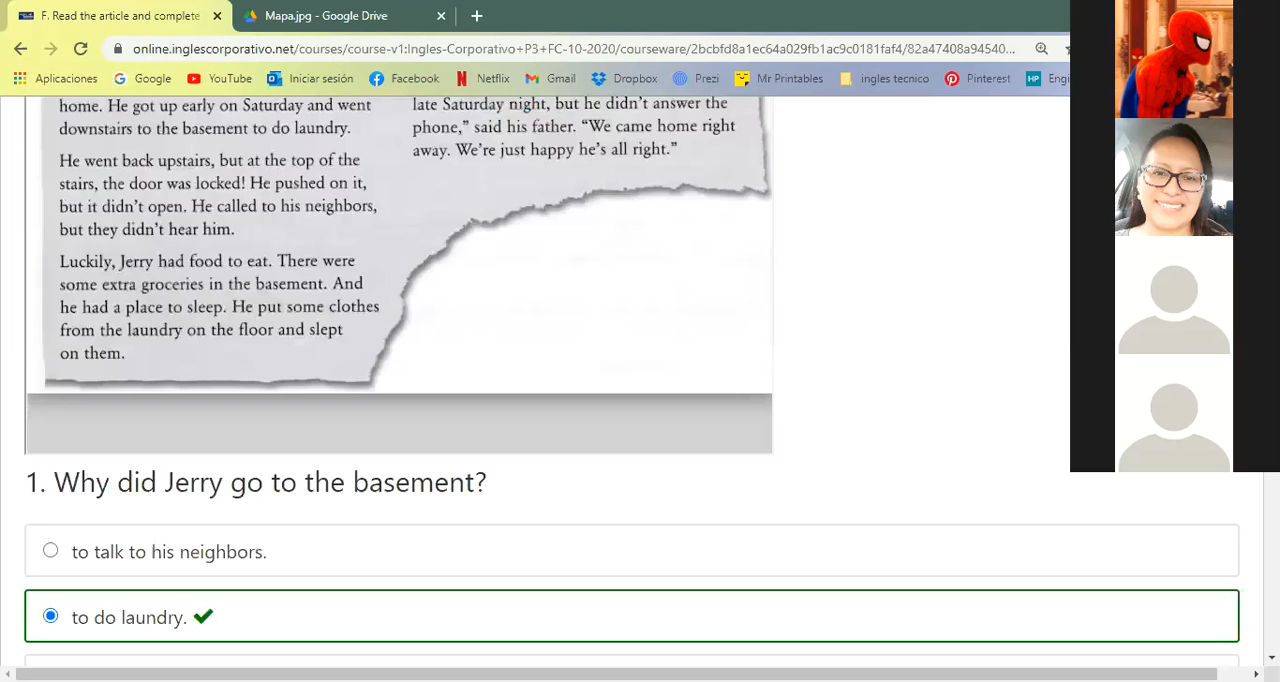 F. Read the article and complete
Mapa.jpg - Google Drive
online.inglescorporativo.net/courses/course-v1:Ingles-Corporativo+P3+FC-10-2020/courseware/2bcbfd8a1ec64a029fb1ac9c0181faf4/82a47408a94540...
Aplicaciones Google YouTube Iniciar sesión Facebook Netflix Gmail Dropbox Prezi Mr Printables ingles tecnico Pinterest HP Engl
home. He got up early on Saturday and went
downstairs to the basement to do laundry.
He went back upstairs, but at the top of the
stairs, the door was locked! He pushed on it,
but it didn't open. He called to his neighbors,
but they didn't hear him.
Luckily, Jerry had food to eat. There were
some extra groceries in the basement. And
he had a place to sleep. He put some clothes
from the laundry on the floor and slept
on them.
late Saturday night, but he didn't answer the
phone," said his father. "We came home right
away. We're just happy he's all right."
1. Why did Jerry go to the basement?
to talk to his neighbors.
to do laundry.